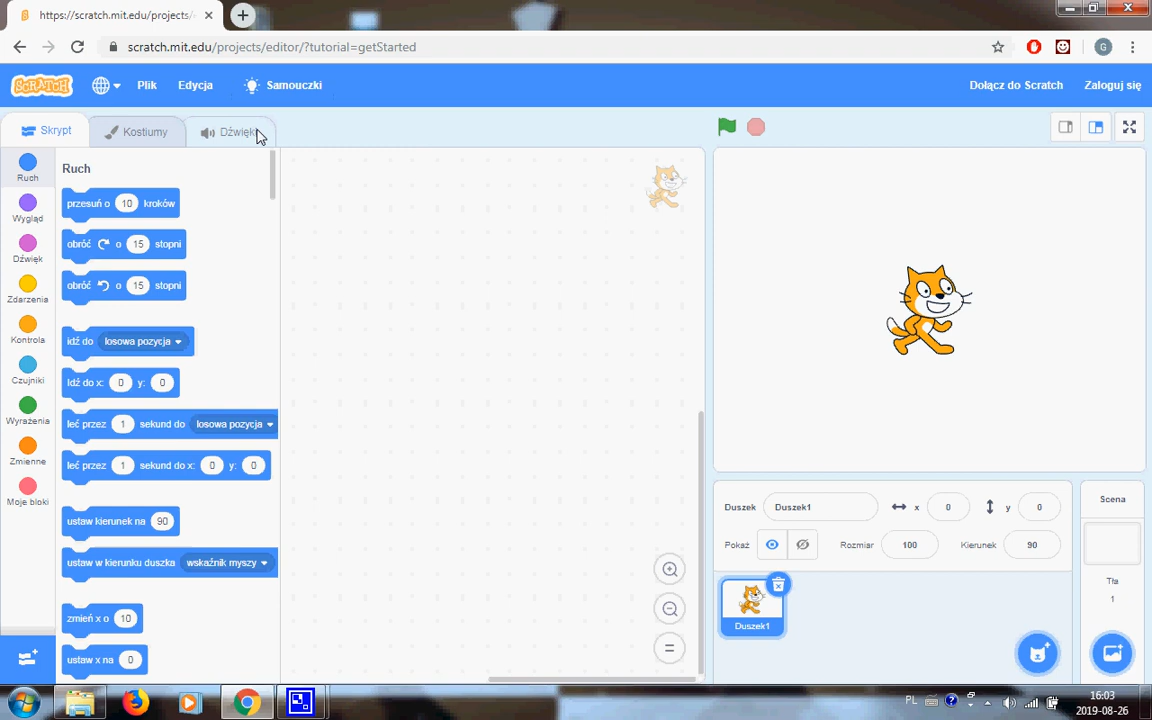 https://scratch.mit.edu/projects/
scratch.mit.edu/projects/editor/?tutorial=getStarted
G
SCRATCH
Plik
Edycja
Samouczki
Dołącz do Scratch
Zaloguj się
Skrypt
Kostiumy
Dźwięki
Ruch
Wygląd
Dźwięk
Zdarzenia
Kontrola
Czujniki
Wyrażenia
Zmienne
Moje bloki
Ruch
przesuń o 10 kroków
obróć o 15 stopni
obróć o 15 stopni
idź do losowa pozycja
Idź do x: 0 y: 0
leć przez 1 sekund do losowa pozycja
leć przez 1 sekund do x: 0 y: 0
ustaw kierunek na 90
ustaw w kierunku duszka wskaźnik myszy
zmień x o 10
ustaw x na 0
Duszek Duszek1 x 0 y 0
Pokaż Rozmiar 100 Kierunek 90
Duszek1
Scena
Tła
1
PL
16:03
2019-08-26